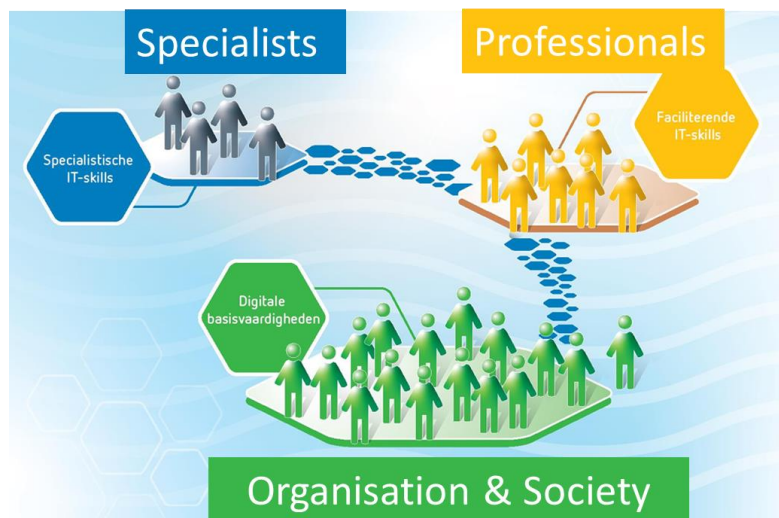 Specialists
Professionals
Specialistische
IT-skills
Faciliterende
IT-skills
Digitale
basisvaardigheden
Organisation & Society